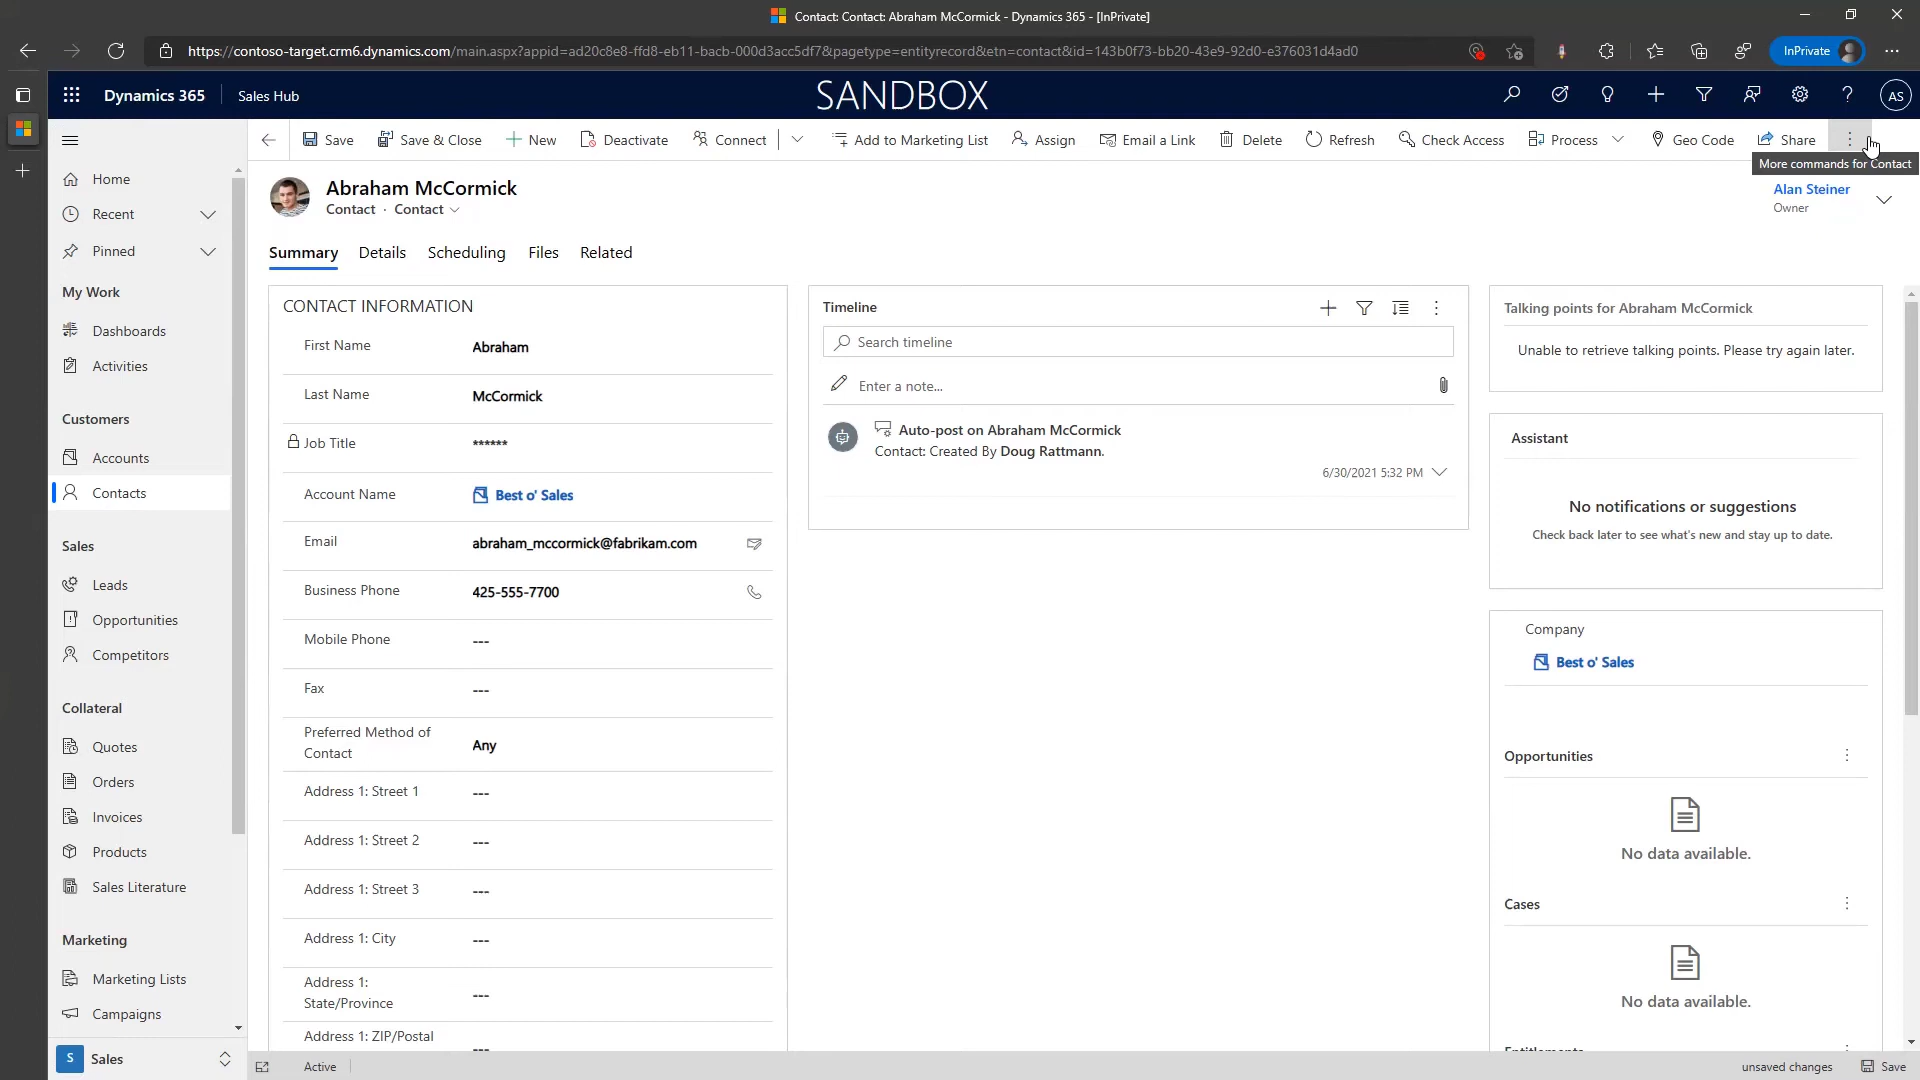 Contact: Contact: Abraham McCormick - Dynamics 365 - [InPrivate]
https://contoso-target.crm6.dynamics.com/main.aspx?appid=ad20c8e8-ffd8-eb11-bacb-000d3acc5df7&pagetype=entityrecord&etn=contact&id=143b0f73-bb20-43e9-92d0-e376031d4ad0
InPrivate
Dynamics 365
Sales Hub
SANDBOX
AS
Save
Save & Close
New
Deactivate
Connect
Add to Marketing List
Assign
Email a Link
Delete
Refresh
Check Access
Process
Geo Code
Share
More commands for Contact
Home
Recent
Pinned
My Work
Dashboards
Activities
Customers
Accounts
Contacts
Sales
Leads
Opportunities
Competitors
Collateral
Quotes
Orders
Invoices
Products
Sales Literature
Marketing
Marketing Lists
Campaigns
S Sales
Abraham McCormick
Contact · Contact
Alan Steiner
Owner
Summary
Details
Scheduling
Files
Related
CONTACT INFORMATION
First Name Abraham
Last Name McCormick
Job Title ******
Account Name Best o' Sales
Email abraham_mccormick@fabrikam.com
Business Phone 425-555-7700
Mobile Phone ---
Fax ---
Preferred Method of
Contact Any
Address 1: Street 1 ---
Address 1: Street 2 ---
Address 1: Street 3 ---
Address 1: City ---
Address 1:
State/Province ---
Address 1: ZIP/Postal
---
Timeline
Search timeline
Enter a note...
Auto-post on Abraham McCormick
Contact: Created By Doug Rattmann.
6/30/2021 5:32 PM
Talking points for Abraham McCormick
Unable to retrieve talking points. Please try again later.
Assistant
No notifications or suggestions
Check back later to see what's new and stay up to date.
Company
Best o' Sales
Opportunities
No data available.
Cases
No data available.
Active
unsaved changes
Save